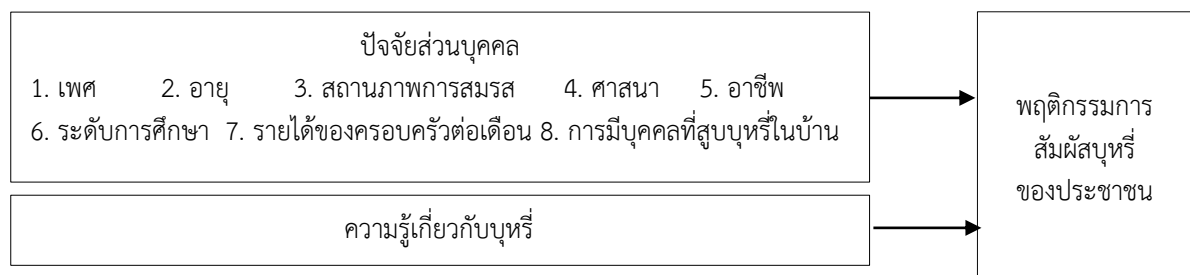 ปัจจัยส่วนบุคคล
1. เพศ 2. อายุ 3. สถานภาพการสมรส 4. ศาสนา 5. อาชีพ
6. ระดับการศึกษา 7. รายได้ของครอบครัวต่อเดือน 8. การมีบุคคลที่สูบบุหรี่ในบ้าน
ความรู้เกี่ยวกับบุหรี่
พฤติกรรมการ
สัมผัสบุหรี่
ของประชาชน